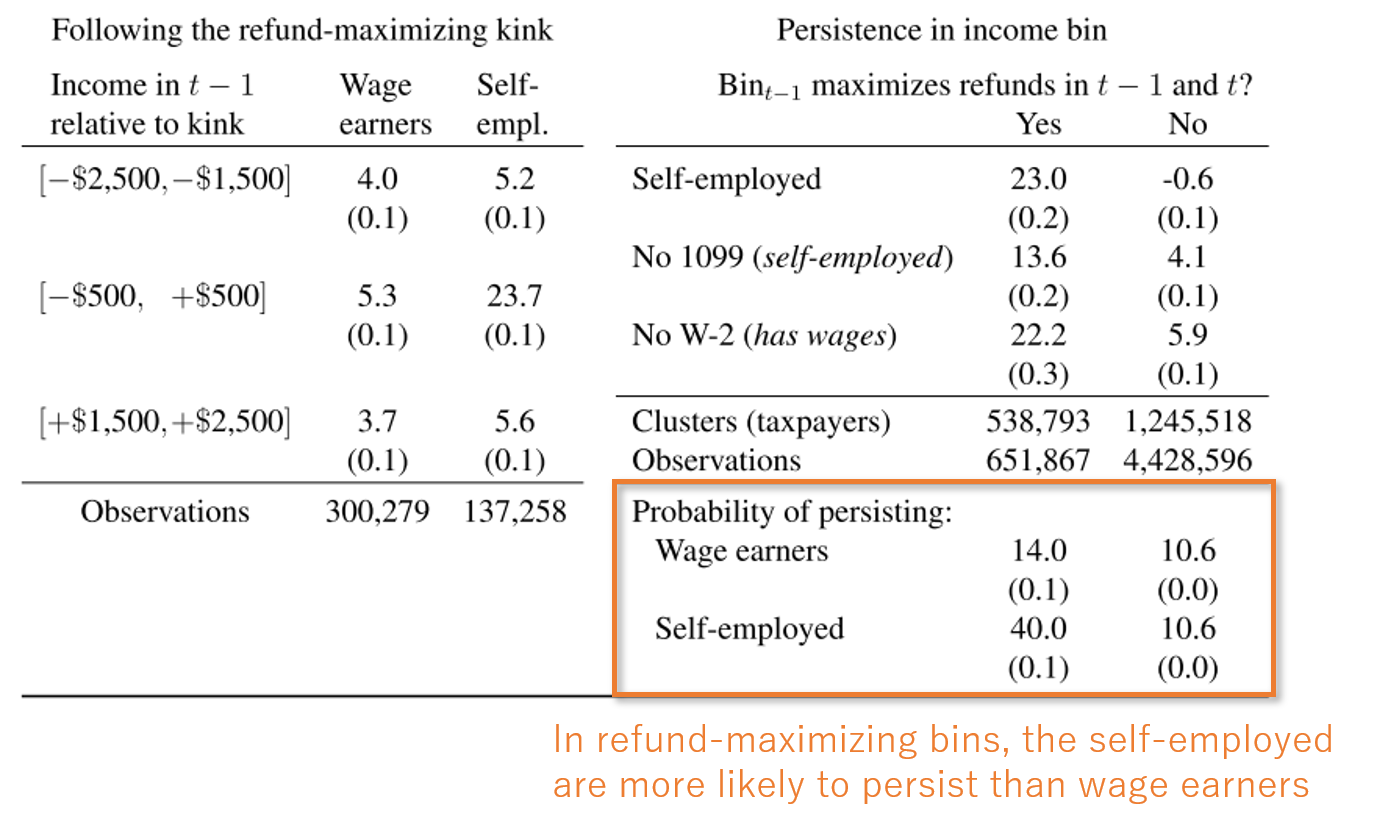 Following the refund-maximizing kink
Income in t − 1 Wage Self-
relative to kink earners empl.
[−$2,500,−$1,500] 4.0 5.2
(0.1) (0.1)
[−$500, +$500] 5.3 23.7
(0.1) (0.1)
[+$1,500,+$2,500] 3.7 5.6
(0.1) (0.1)
Observations 300,279 137,258
Persistence in income bin
Binₜ₋₁ maximizes refunds in t − 1 and t?
Yes No
Self-employed 23.0 -0.6
(0.2) (0.1)
No 1099 (self-employed) 13.6 4.1
(0.2) (0.1)
No W-2 (has wages) 22.2 5.9
(0.3) (0.1)
Clusters (taxpayers) 538,793 1,245,518
Observations 651,867 4,428,596
Probability of persisting:
Wage earners 14.0 10.6
(0.1) (0.0)
Self-employed 40.0 10.6
(0.1) (0.0)
In refund-maximizing bins, the self-employed
are more likely to persist than wage earners